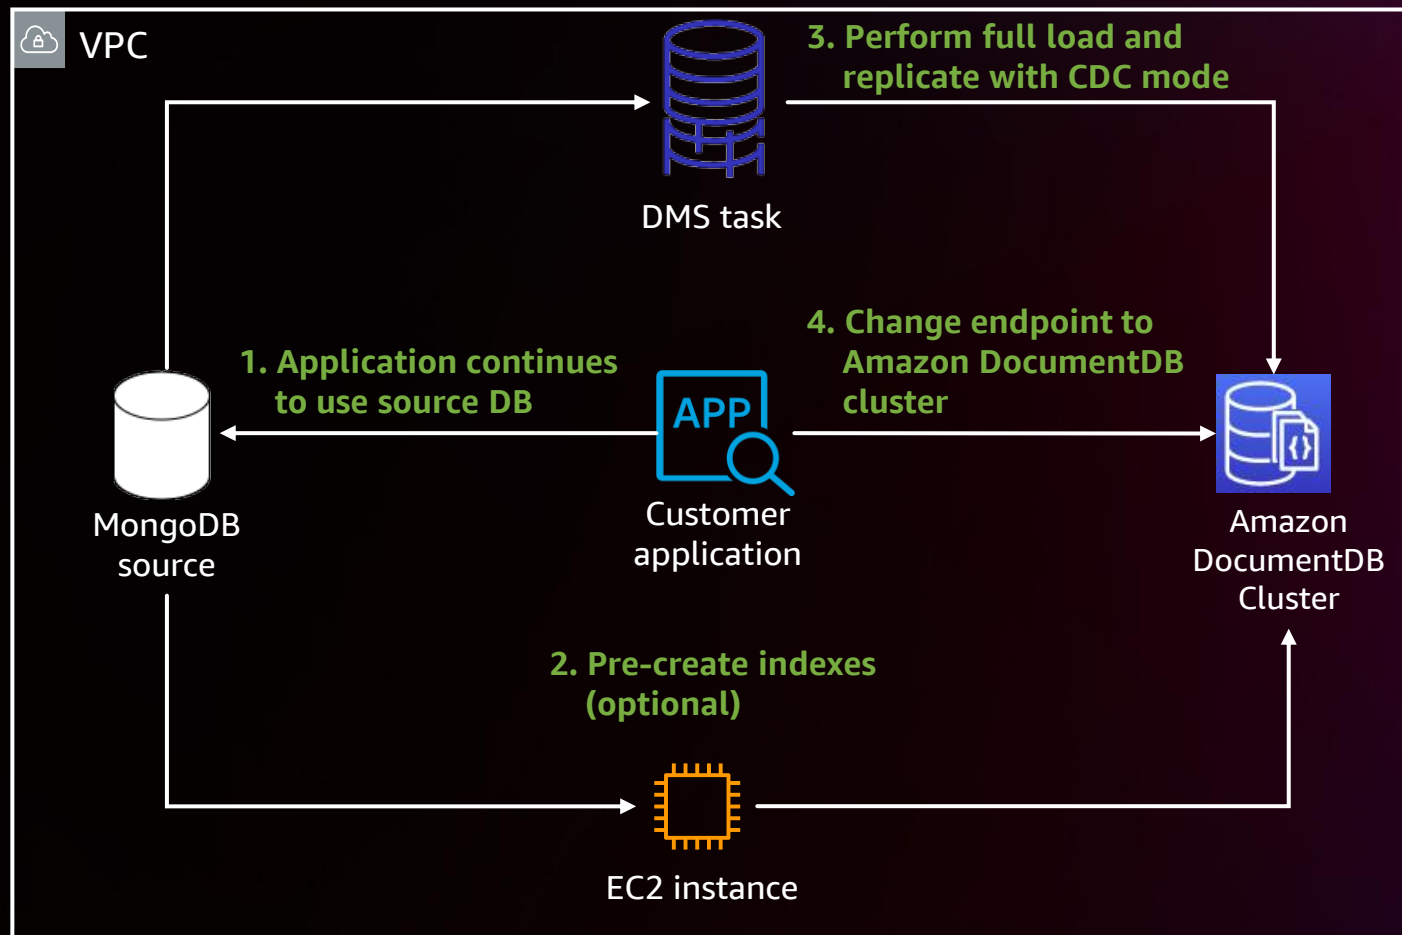 VPC
3. Perform full load and
replicate with CDC mode
DMS task
1. Application continues
to use source DB
4. Change endpoint to
Amazon DocumentDB
cluster
APP
MongoDB
source
Customer
application
Amazon
DocumentDB
Cluster
2. Pre-create indexes
(optional)
EC2 instance